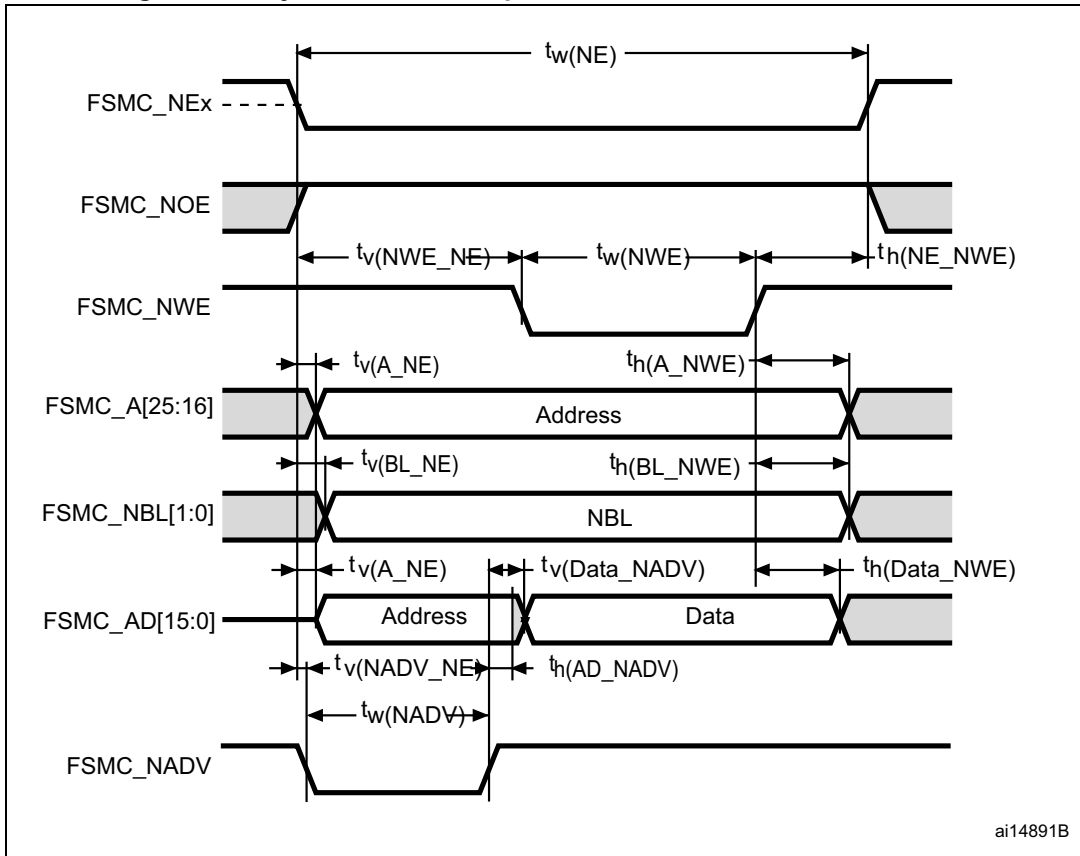 tw(NE)
FSMC_NEx
FSMC_NOE
tv(NWE_NE) tw(NWE) th(NE_NWE)
FSMC_NWE
tv(A_NE) th(A_NWE)
FSMC_A[25:16] Address
tv(BL_NE) th(BL_NWE)
FSMC_NBL[1:0] NBL
tv(A_NE) tv(Data_NADV) th(Data_NWE)
FSMC_AD[15:0] Address Data
tv(NADV_NE) th(AD_NADV)
tw(NADV)
FSMC_NADV
ai14891B